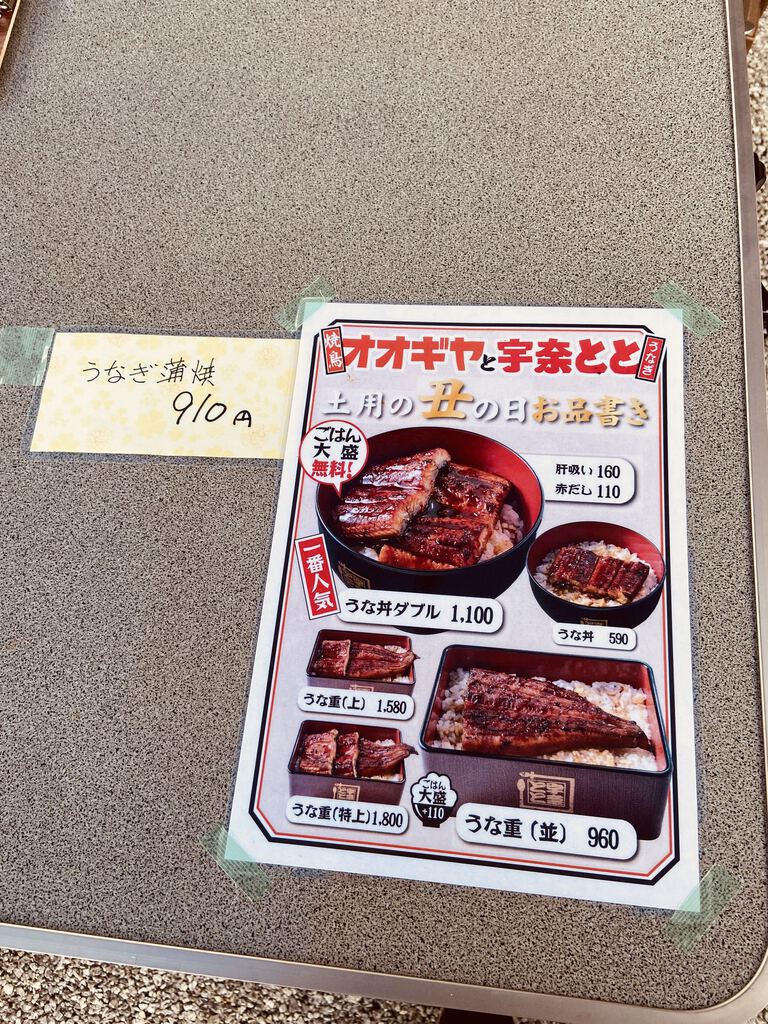 うなぎ蒲焼
910円
焼鳥
オオギヤと宇奈とと
うなぎ
土用の丑の日お品書き
ごはん
大盛
無料!
肝吸い 160
赤だし 110
一番人気
うな丼ダブル 1,100
うな丼 590
うな重(上) 1,580
うな重(特上) 1,800
ごはん
大盛
+110
うな重(並) 960